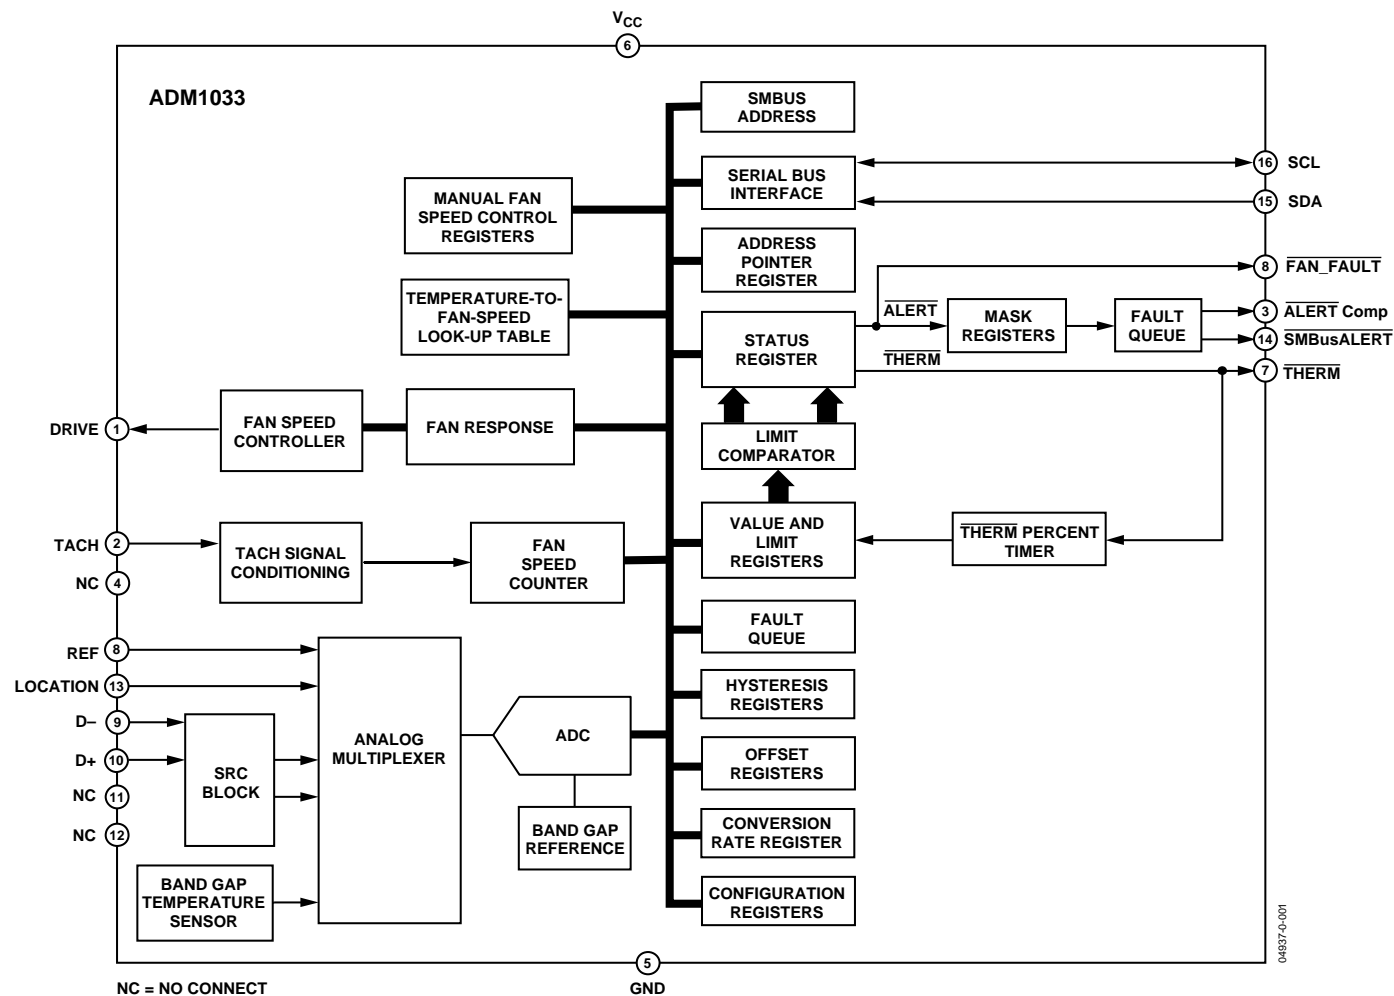 VCC
6
ADM1033
SMBUS
ADDRESS
SERIAL BUS
INTERFACE
16 SCL
15 SDA
MANUAL FAN
SPEED CONTROL
REGISTERS
ADDRESS
POINTER
REGISTER
8 FAN_FAULT
TEMPERATURE-TO-
FAN-SPEED
LOOK-UP TABLE
STATUS
REGISTER
ALERT
THERM
MASK
REGISTERS
FAULT
QUEUE
3 ALERT Comp
14 SMBusALERT
7 THERM
DRIVE 1
FAN SPEED
CONTROLLER
FAN RESPONSE
LIMIT
COMPARATOR
TACH 2
NC 4
TACH SIGNAL
CONDITIONING
FAN
SPEED
COUNTER
VALUE AND
LIMIT
REGISTERS
THERM PERCENT
TIMER
FAULT
QUEUE
REF 8
LOCATION 13
D– 9
D+ 10
NC 11
NC 12
SRC
BLOCK
ANALOG
MULTIPLEXER
ADC
BAND GAP
REFERENCE
HYSTERESIS
REGISTERS
OFFSET
REGISTERS
CONVERSION
RATE REGISTER
CONFIGURATION
REGISTERS
BAND GAP
TEMPERATURE
SENSOR
04937-0-001
5
GND
NC = NO CONNECT